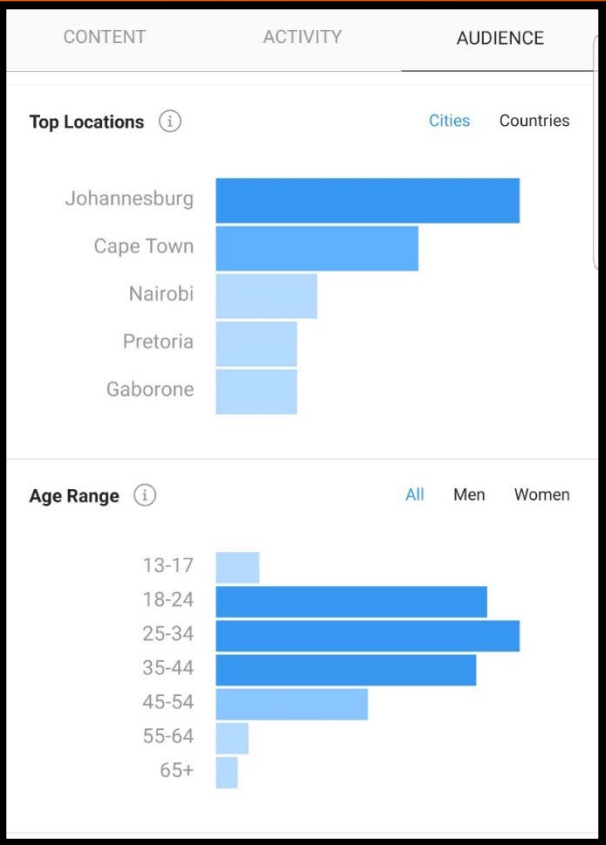 CONTENT ACTIVITY AUDIENCE
Top Locations i Cities Countries
Johannesburg
Cape Town
Nairobi
Pretoria
Gaborone
Age Range i All Men Women
13-17
18-24
25-34
35-44
45-54
55-64
65+